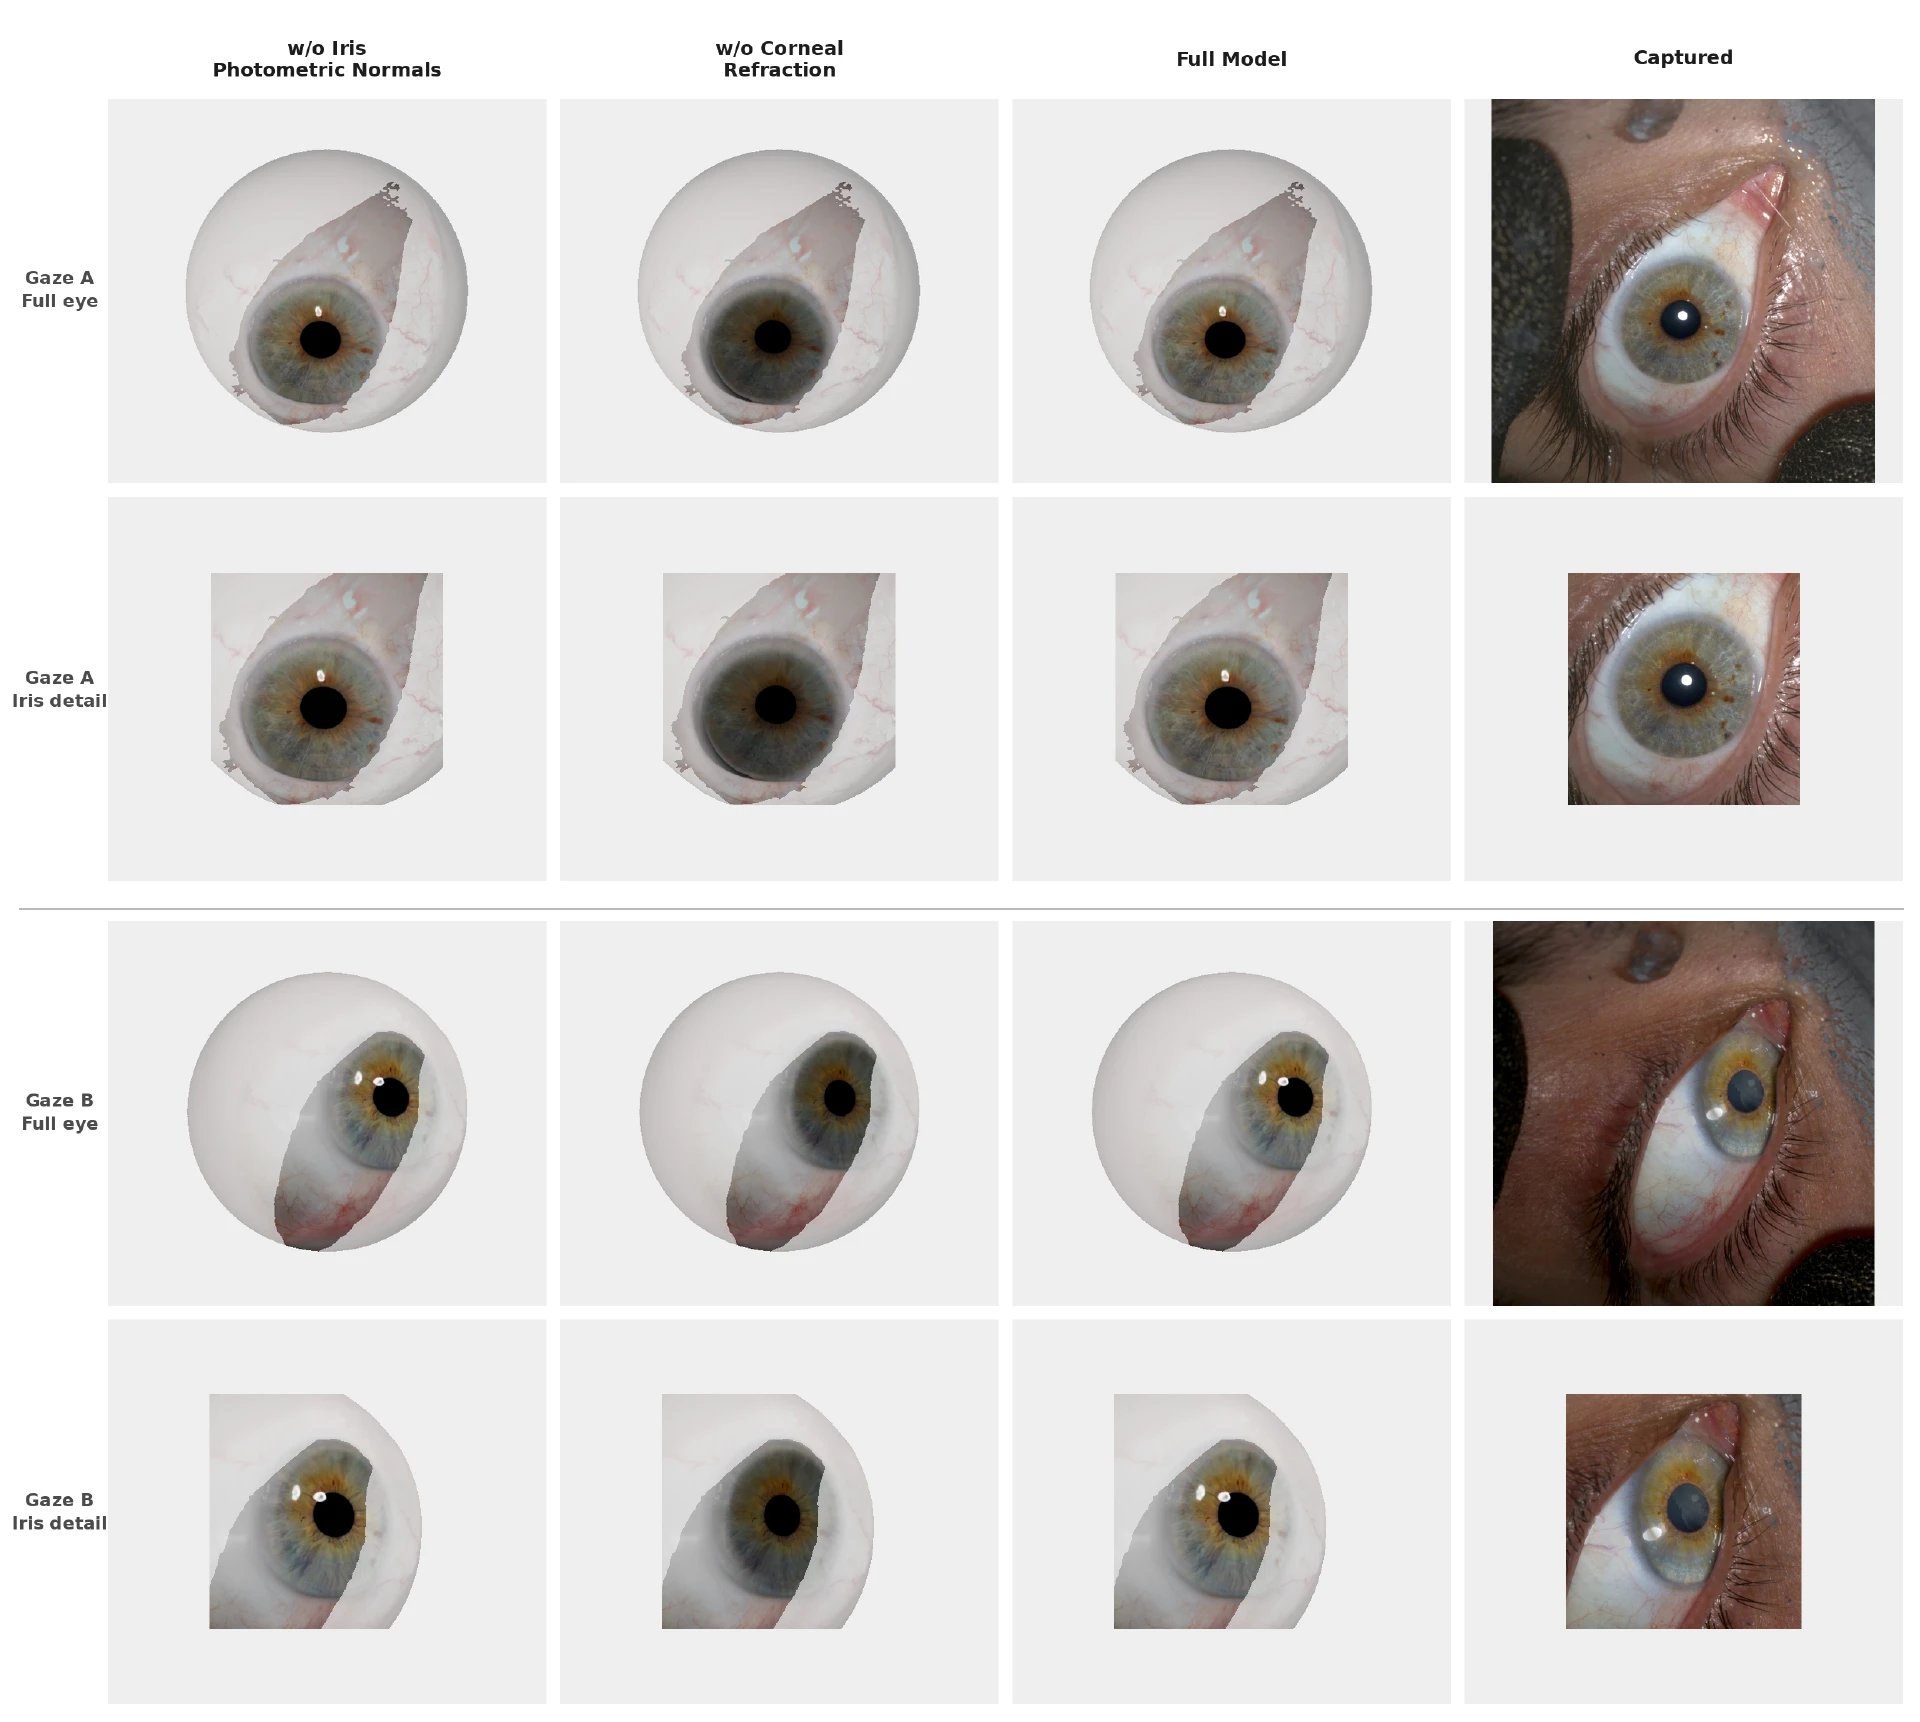 w/o Iris
Photometric Normals
w/o Corneal
Refraction
Full Model
Captured
Gaze A
Full eye
Gaze A
Iris detail
Gaze B
Full eye
Gaze B
Iris detail